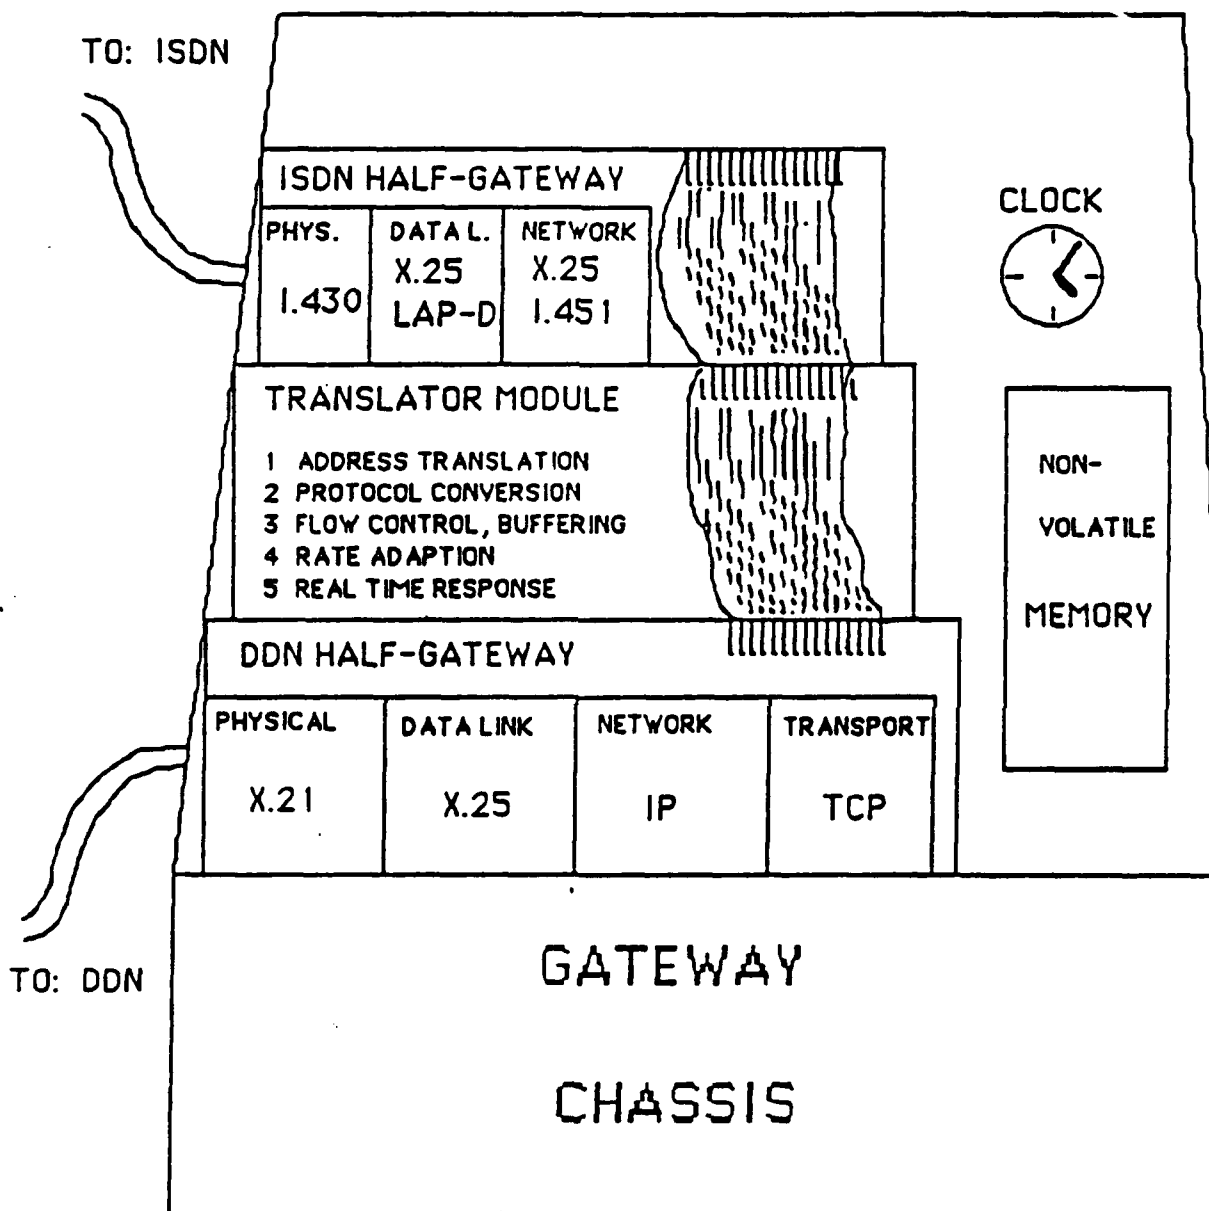 TO: ISDN
ISDN HALF-GATEWAY
PHYS.
I.430
DATA L.
X.25
LAP-D
NETWORK
X.25
I.451
CLOCK
TRANSLATOR MODULE
1 ADDRESS TRANSLATION
2 PROTOCOL CONVERSION
3 FLOW CONTROL, BUFFERING
4 RATE ADAPTION
5 REAL TIME RESPONSE
NON-
VOLATILE
MEMORY
DDN HALF-GATEWAY
PHYSICAL
X.21
DATA LINK
X.25
NETWORK
IP
TRANSPORT
TCP
TO: DDN
GATEWAY
CHASSIS